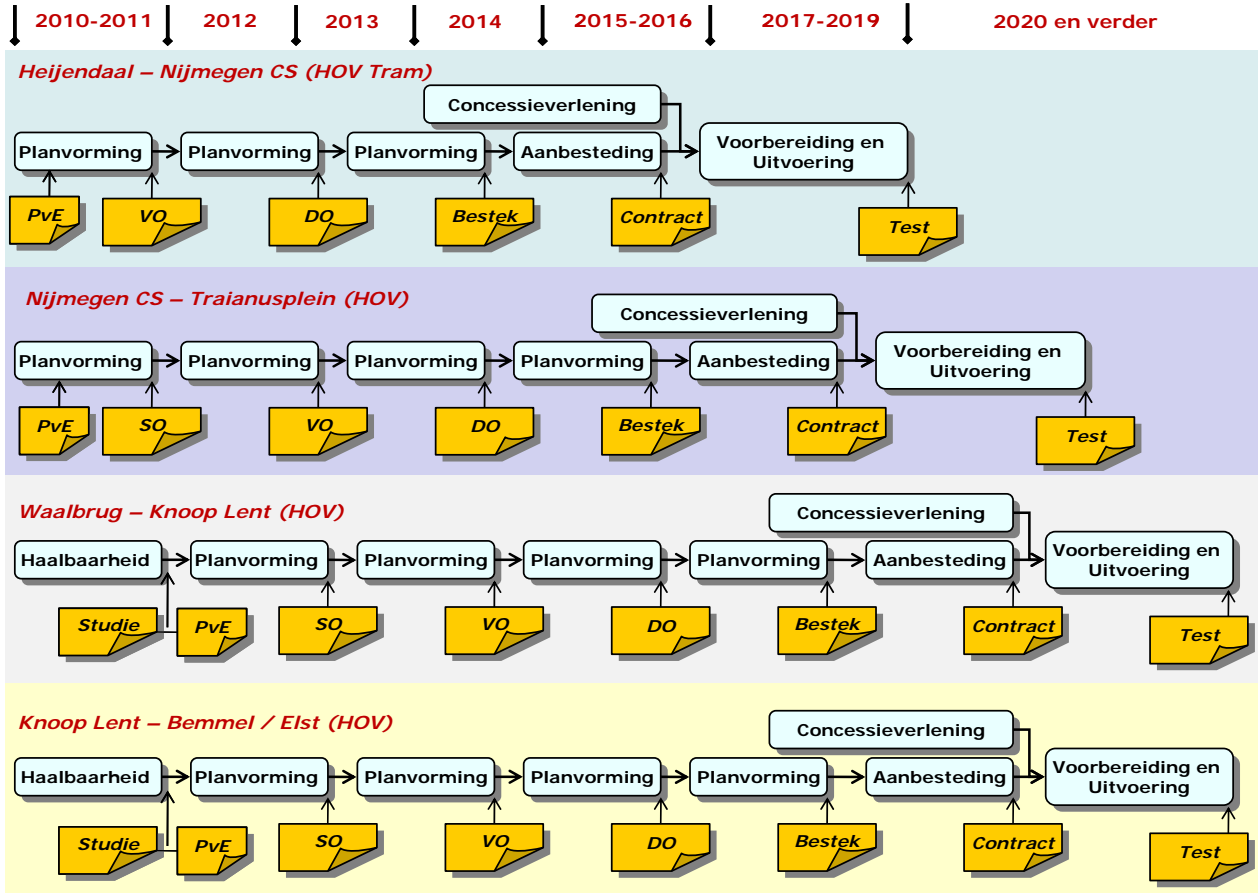 2010-2011 2012 2013 2014 2015-2016 2017-2019 2020 en verder
Heijendaal – Nijmegen CS (HOV Tram)
Concessieverlening
Planvorming Planvorming Planvorming Aanbesteding Voorbereiding en
Uitvoering
PvE VO DO Bestek Contract Test
Nijmegen CS – Traianusplein (HOV)
Concessieverlening
Planvorming Planvorming Planvorming Planvorming Aanbesteding Voorbereiding en
Uitvoering
PvE SO VO DO Bestek Contract Test
Waalbrug – Knoop Lent (HOV)
Concessieverlening
Haalbaarheid Planvorming Planvorming Planvorming Planvorming Aanbesteding Voorbereiding en
Uitvoering
Studie PvE SO VO DO Bestek Contract Test
Knoop Lent – Bemmel / Elst (HOV)
Concessieverlening
Haalbaarheid Planvorming Planvorming Planvorming Planvorming Aanbesteding Voorbereiding en
Uitvoering
Studie PvE SO VO DO Bestek Contract Test